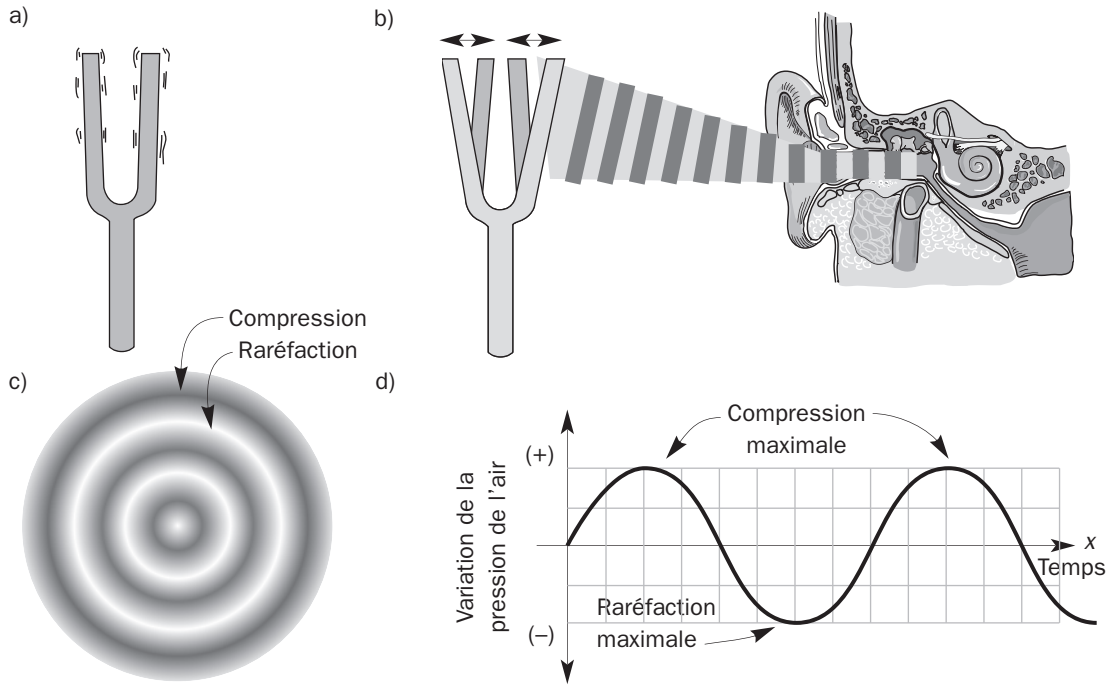 a)
b)
Compression
Raréfaction
c)
d)
Compression
maximale
(+)
Variation de la
pression de l'air
x
Temps
Raréfaction
maximale
(–)